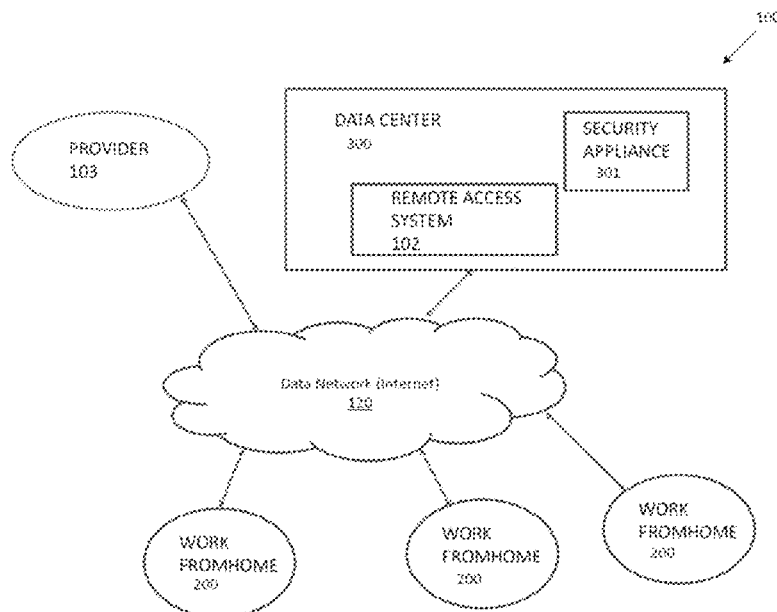 100
DATA CENTER
300
SECURITY
APPLIANCE
301
PROVIDER
103
REMOTE ACCESS
SYSTEM
102
Data Network (Internet)
120
WORK
FROMHOME
200
WORK
FROMHOME
200
WORK
FROMHOME
200